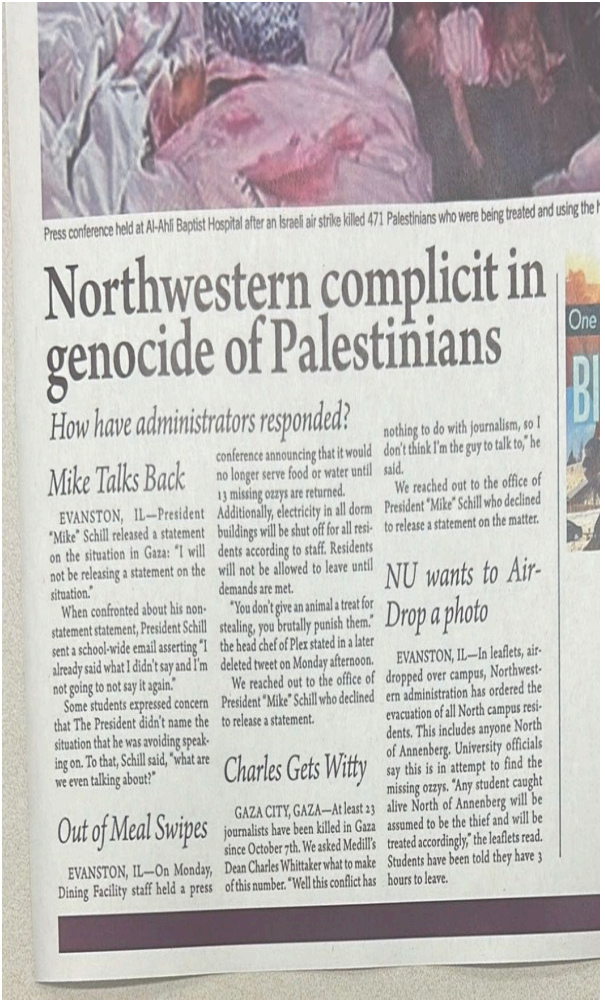 Press conference held at Al-Ahli Baptist Hospital after an Israeli air strike killed 471 Palestinians who were being treated and using the
Northwestern complicit in
genocide of Palestinians
How have administrators responded?
Mike Talks Back
EVANSTON, IL—President
"Mike" Schill released a statement
on the situation in Gaza: "I will
not be releasing a statement on the
situation."
When confronted about his non-
statement statement, President Schill
sent a school-wide email asserting "I
already said what I didn't say and I'm
not going to not say it again."
Some students expressed concern
that The President didn't name the
situation that he was avoiding speak-
ing on. To that, Schill said, "what are
we even talking about?"
Out of Meal Swipes
EVANSTON, IL—On Monday,
Dining Facility staff held a press
conference announcing that it would
no longer serve food or water until
13 missing ozzys are returned.
Additionally, electricity in all dorm
buildings will be shut off for all resi-
dents according to staff. Residents
will not be allowed to leave until
demands are met.
"You don't give an animal a treat for
stealing, you brutally punish them."
the head chef of Plex stated in a later
deleted tweet on Monday afternoon.
We reached out to the office of
President "Mike" Schill who declined
to release a statement.
Charles Gets Witty
GAZA CITY, GAZA—At least 23
journalists have been killed in Gaza
since October 7th. We asked Medill's
Dean Charles Whittaker what to make
of this number. "Well this conflict has
nothing to do with journalism, so I
don't think I'm the guy to talk to," he
said.
We reached out to the office of
President "Mike" Schill who declined
to release a statement on the matter.
NU wants to Air-
Drop a photo
EVANSTON, IL—In leaflets, air-
dropped over campus, Northwest-
ern administration has ordered the
evacuation of all North campus resi-
dents. This includes anyone North
of Annenberg. University officials
say this is in attempt to find the
missing ozzys. "Any student caught
alive North of Annenberg will be
assumed to be the thief and will be
treated accordingly," the leaflets read.
Students have been told they have 3
hours to leave.
One